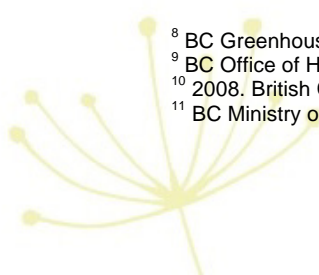 ⁸ BC Greenhous
⁹ BC Office of H
¹⁰ 2008. British
¹¹ BC Ministry o